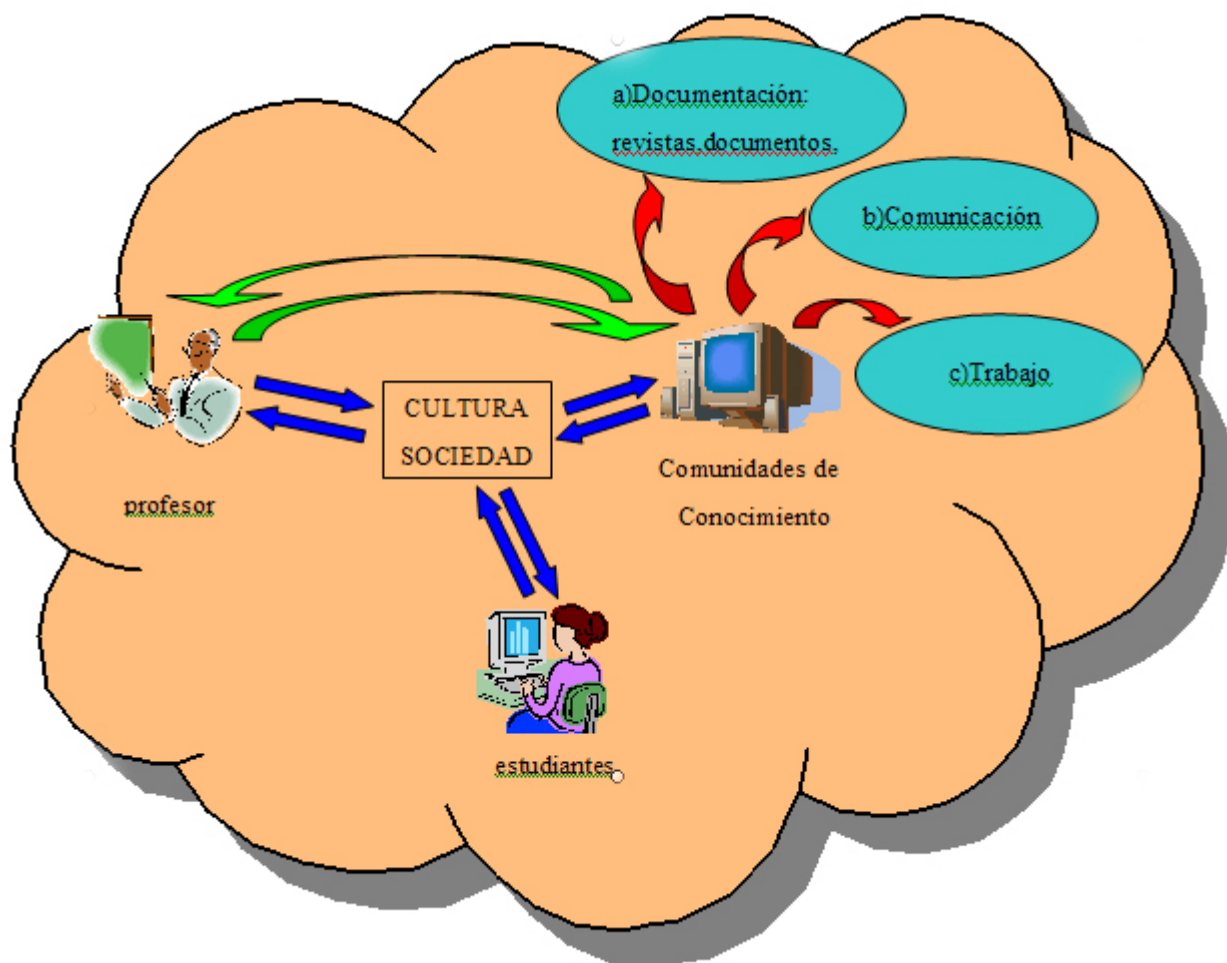 a)Documentación:
revistas,documentos.
b)Comunicación
c)Trabajo
CULTURA
SOCIEDAD
Comunidades de
Conocimiento
profesor
estudiantes